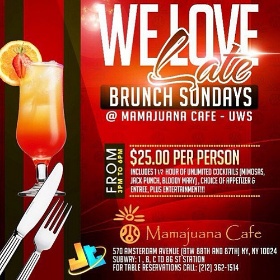 WE LOVE
Late
BRUNCH SUNDAYS
@ MAMAJUANA CAFE - UWS
FROM
3PM TO 6PM
$25.00 PER PERSON
INCLUDES 1 1/2 HOUR OF UNLIMITED COCKTAILS (MIMOSAS,
JACK PUNCH, BLOODY MARY), CHOICE OF APPETIZER &
ENTREE, PLUS ENTERTAINMENT!!!
Mamajuana Cafe
570 AMSTERDAM AVENUE (BTW 88TH AND 87TH) NY, NY 10024
SUBWAY: 1, B, C TO 86 ST STATION
FOR TABLE RESERVATIONS CALL: (212) 362-1514